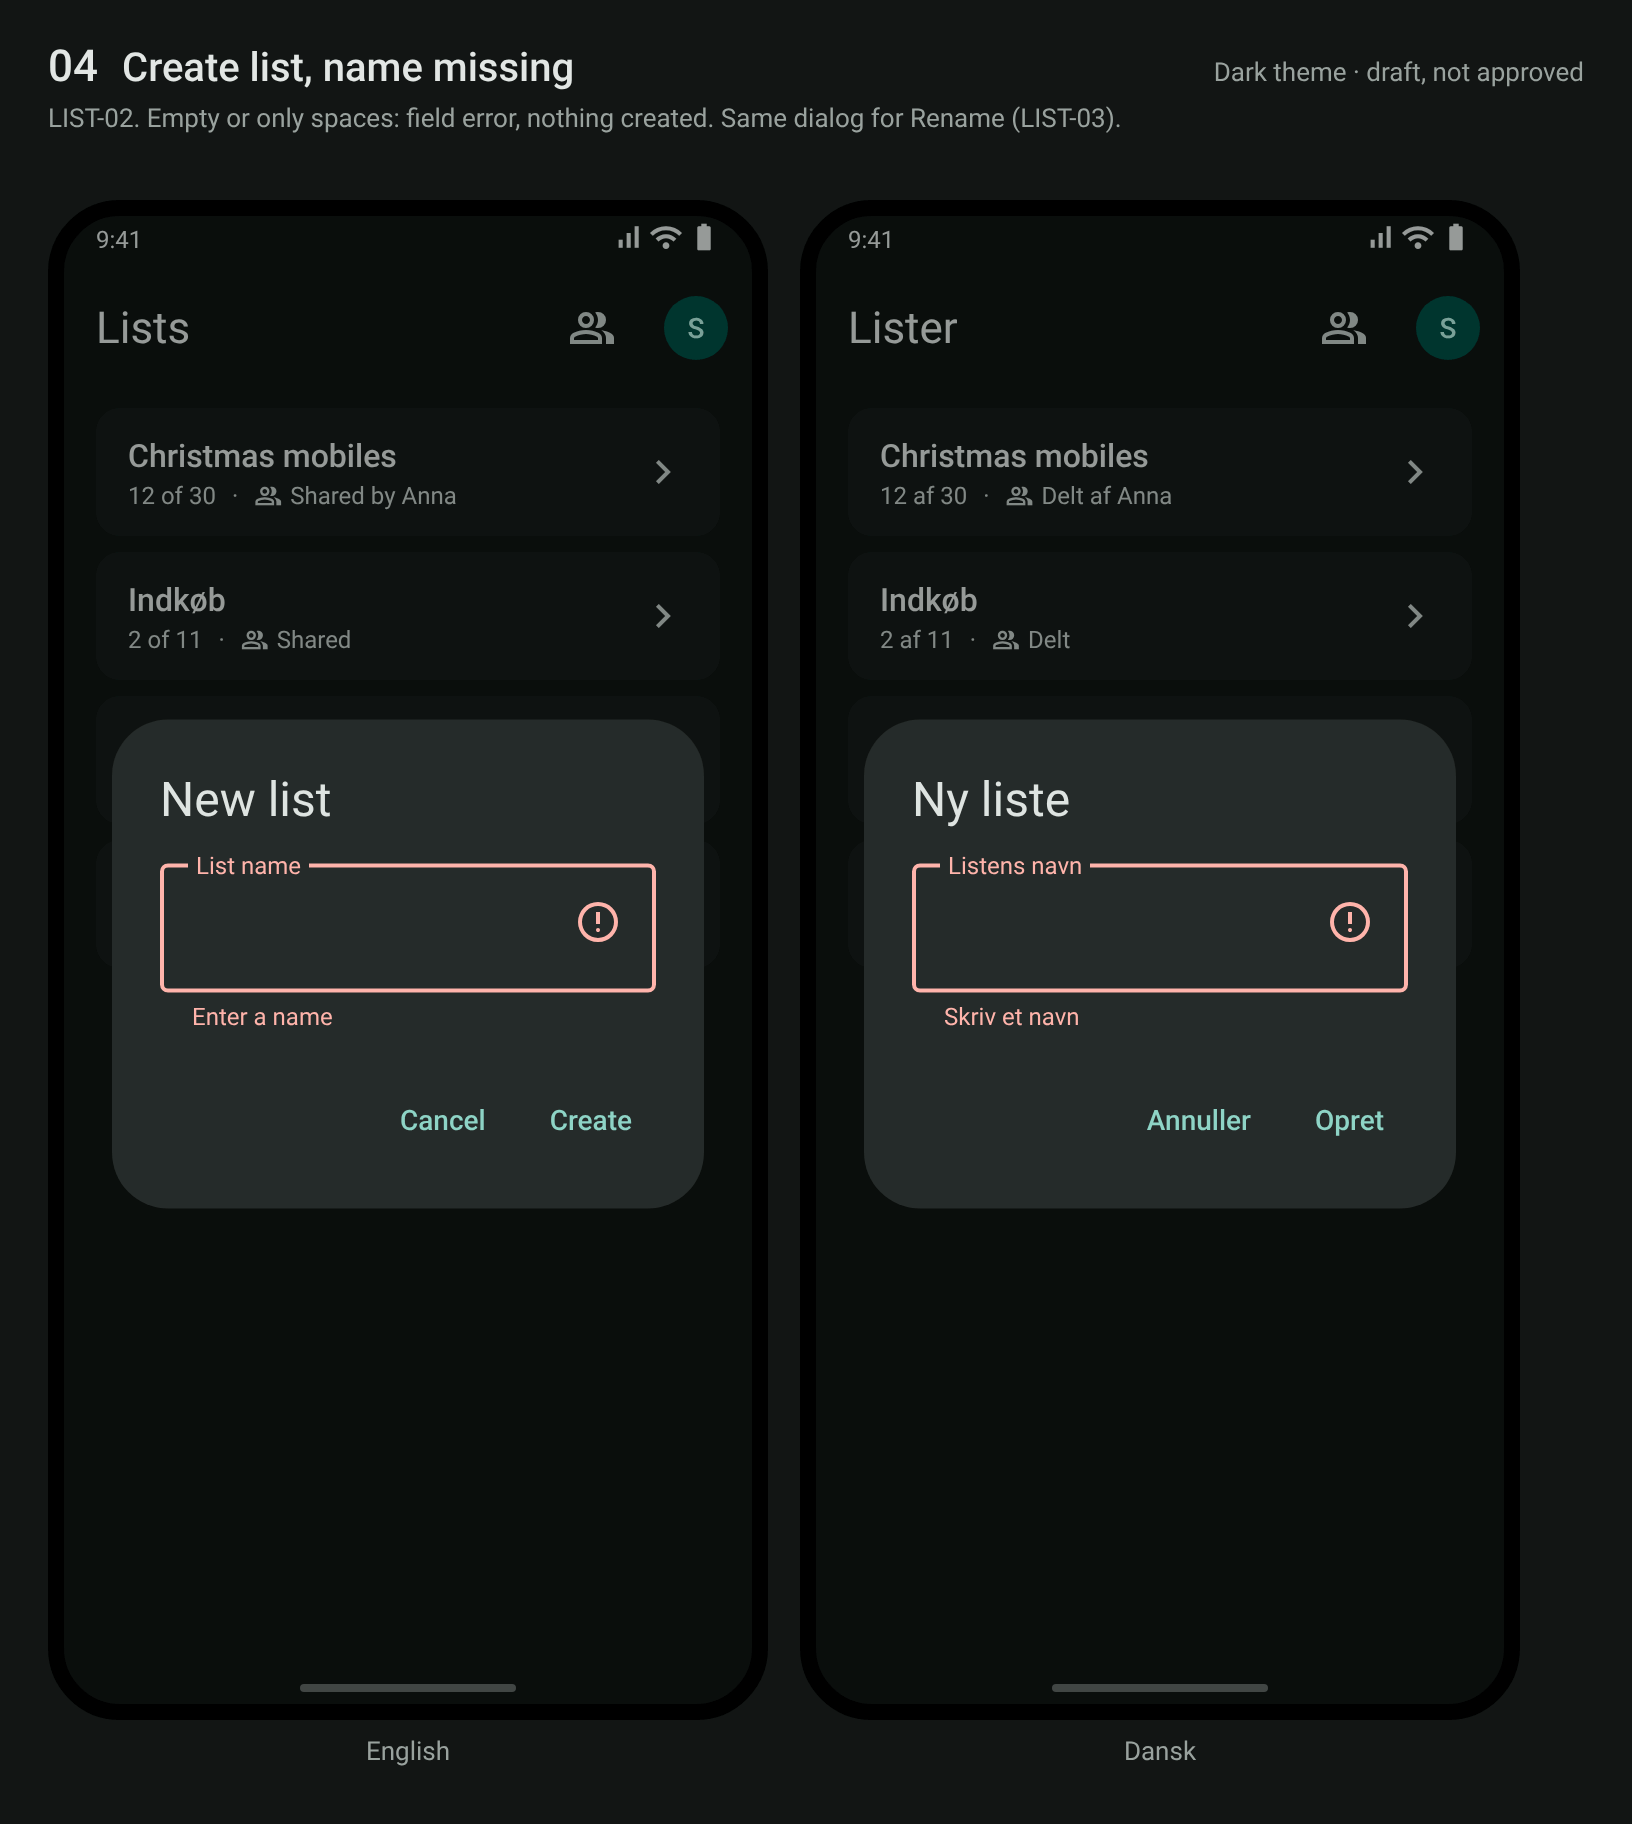 04 Create list, name missing
Dark theme · draft, not approved
LIST-02. Empty or only spaces: field error, nothing created. Same dialog for Rename (LIST-03).
9:41
Lists
S
Christmas mobiles
12 of 30 · Shared by Anna
Indkøb
2 of 11 · Shared
New list
List name
Enter a name
Cancel Create
English
9:41
Lister
S
Christmas mobiles
12 af 30 · Delt af Anna
Indkøb
2 af 11 · Delt
Ny liste
Listens navn
Skriv et navn
Annuller Opret
Dansk